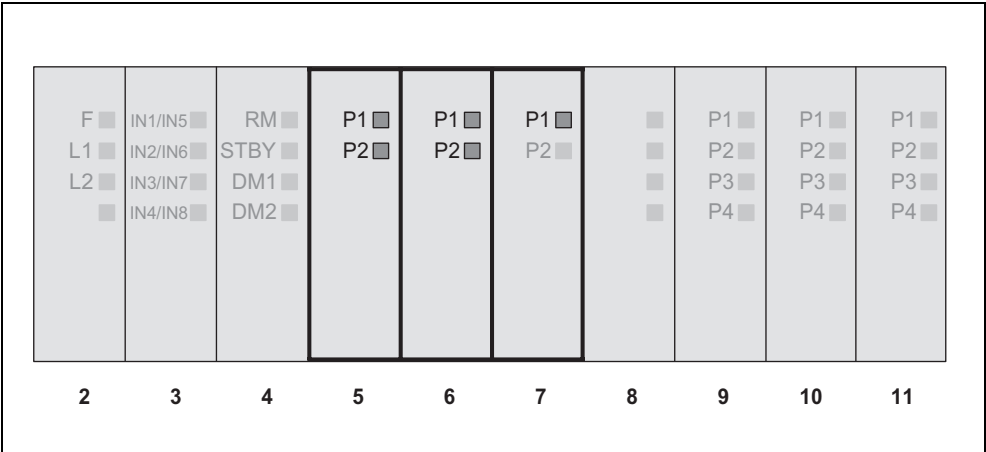 F IN1/IN5 RM P1 P1 P1 P1 P1 P1
L1 IN2/IN6 STBY P2 P2 P2 P2 P2 P2
L2 IN3/IN7 DM1 P3 P3 P3
IN4/IN8 DM2 P4 P4 P4
2 3 4 5 6 7 8 9 10 11